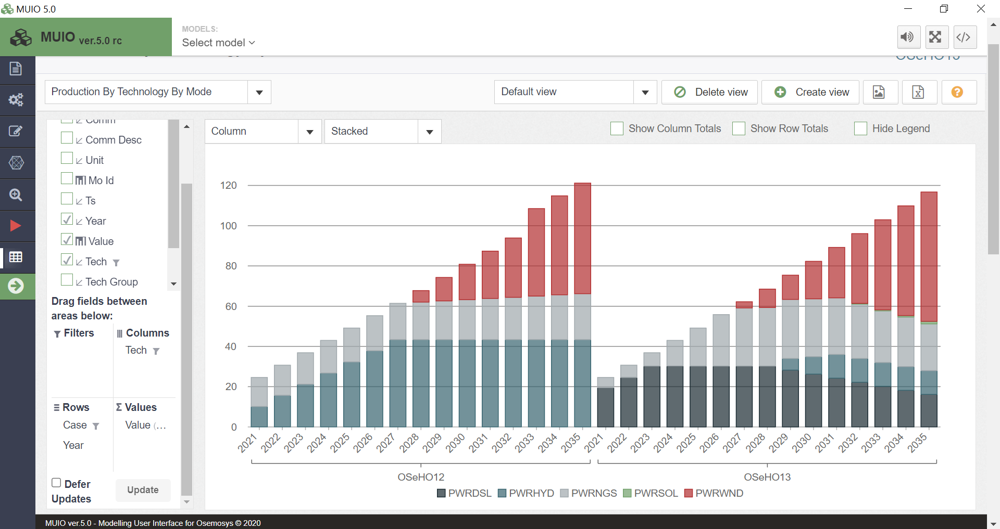 MUIO 5.0
MUIO ver.5.0 rc
MODELS:
Select model
Production By Technology By Mode
Default view
Delete view
Create view
Comm
Comm Desc
Unit
Mo Id
Ts
Year
Value
Tech
Tech Group
Drag fields between
areas below:
Filters
Columns
Tech
Rows
Σ Values
Case
Value (...
Year
Defer
Updates
Update
Column
Stacked
Show Column Totals
Show Row Totals
Hide Legend
120
100
80
60
40
20
0
2021 2022 2023 2024 2025 2026 2027 2028 2029 2030 2031 2032 2033 2034 2035 2021 2022 2023 2024 2025 2026 2027 2028 2029 2030 2031 2032 2033 2034 2035
OSeHO12 OSeHO13
PWRDSL PWRHYD PWRNGS PWRSOL PWRWND
MUIO ver.5.0 - Modelling User Interface for Osemosys © 2020